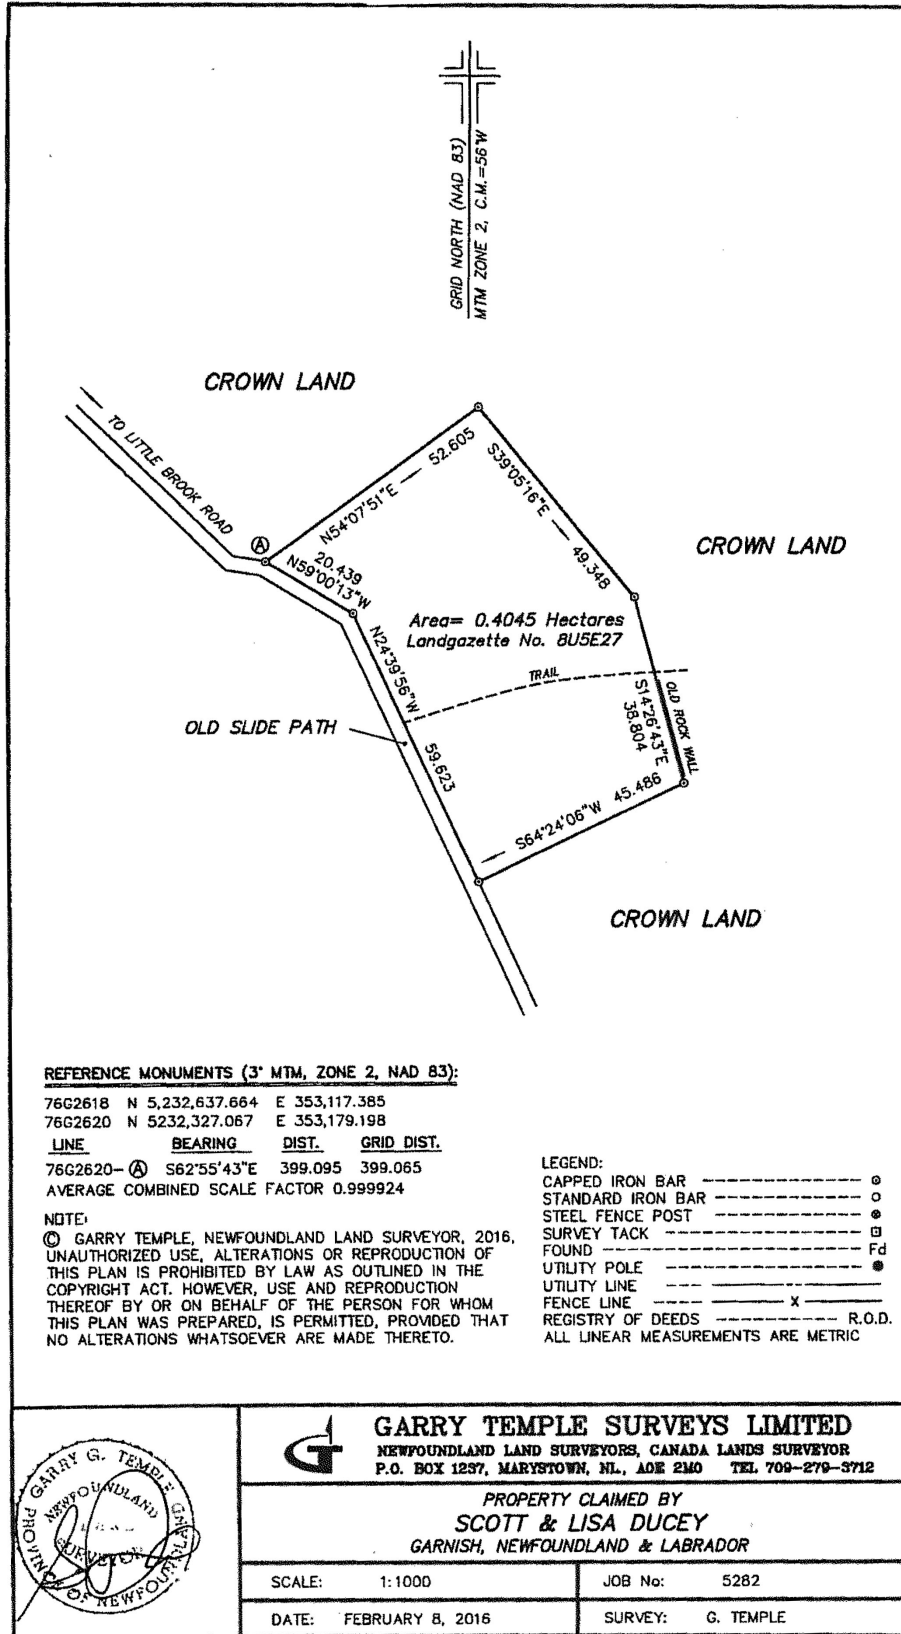 GRID NORTH (NAD 83)
MTM ZONE 2, C.M.=56°W
CROWN LAND
TO LITTLE BROOK ROAD
N54°07'51"E — 52.605
S39°05'16"E — 49.348
CROWN LAND
A
20.439
N59°00'13"W
Area= 0.4045 Hectares
Landgazette No. 8U5E27
N24°39'56"W
59.623
TRAIL
S14°26'43"E
38.804
OLD ROCK WALL
OLD SLIDE PATH
S64°24'06"W 45.486
CROWN LAND
REFERENCE MONUMENTS (3° MTM, ZONE 2, NAD 83):
76G2618 N 5,232,637.664 E 353,117.385
76G2620 N 5232,327.067 E 353,179.198
LINE BEARING DIST. GRID DIST.
76G2620-Ⓐ S62°55'43"E 399.095 399.065
AVERAGE COMBINED SCALE FACTOR 0.999924
NOTE:
© GARRY TEMPLE, NEWFOUNDLAND LAND SURVEYOR, 2016,
UNAUTHORIZED USE, ALTERATIONS OR REPRODUCTION OF
THIS PLAN IS PROHIBITED BY LAW AS OUTLINED IN THE
COPYRIGHT ACT. HOWEVER, USE AND REPRODUCTION
THEREOF BY OR ON BEHALF OF THE PERSON FOR WHOM
THIS PLAN WAS PREPARED, IS PERMITTED, PROVIDED THAT
NO ALTERATIONS WHATSOEVER ARE MADE THERETO.
LEGEND:
CAPPED IRON BAR
STANDARD IRON BAR
STEEL FENCE POST
SURVEY TACK
FOUND Fd
UTILITY POLE
UTILITY LINE
FENCE LINE X
REGISTRY OF DEEDS R.O.D.
ALL LINEAR MEASUREMENTS ARE METRIC
GARRY G. TEMPLE
NEWFOUNDLAND
SURVEYOR
PROVINCE OF NEWFOUNDLAND
GARRY TEMPLE SURVEYS LIMITED
NEWFOUNDLAND LAND SURVEYORS, CANADA LANDS SURVEYOR
P.O. BOX 1237, MARYSTOWN, NL., A0E 2M0 TEL 709-279-3712
PROPERTY CLAIMED BY
SCOTT & LISA DUCEY
GARNISH, NEWFOUNDLAND & LABRADOR
SCALE: 1:1000
JOB No: 5282
DATE: FEBRUARY 8, 2016
SURVEY: G. TEMPLE